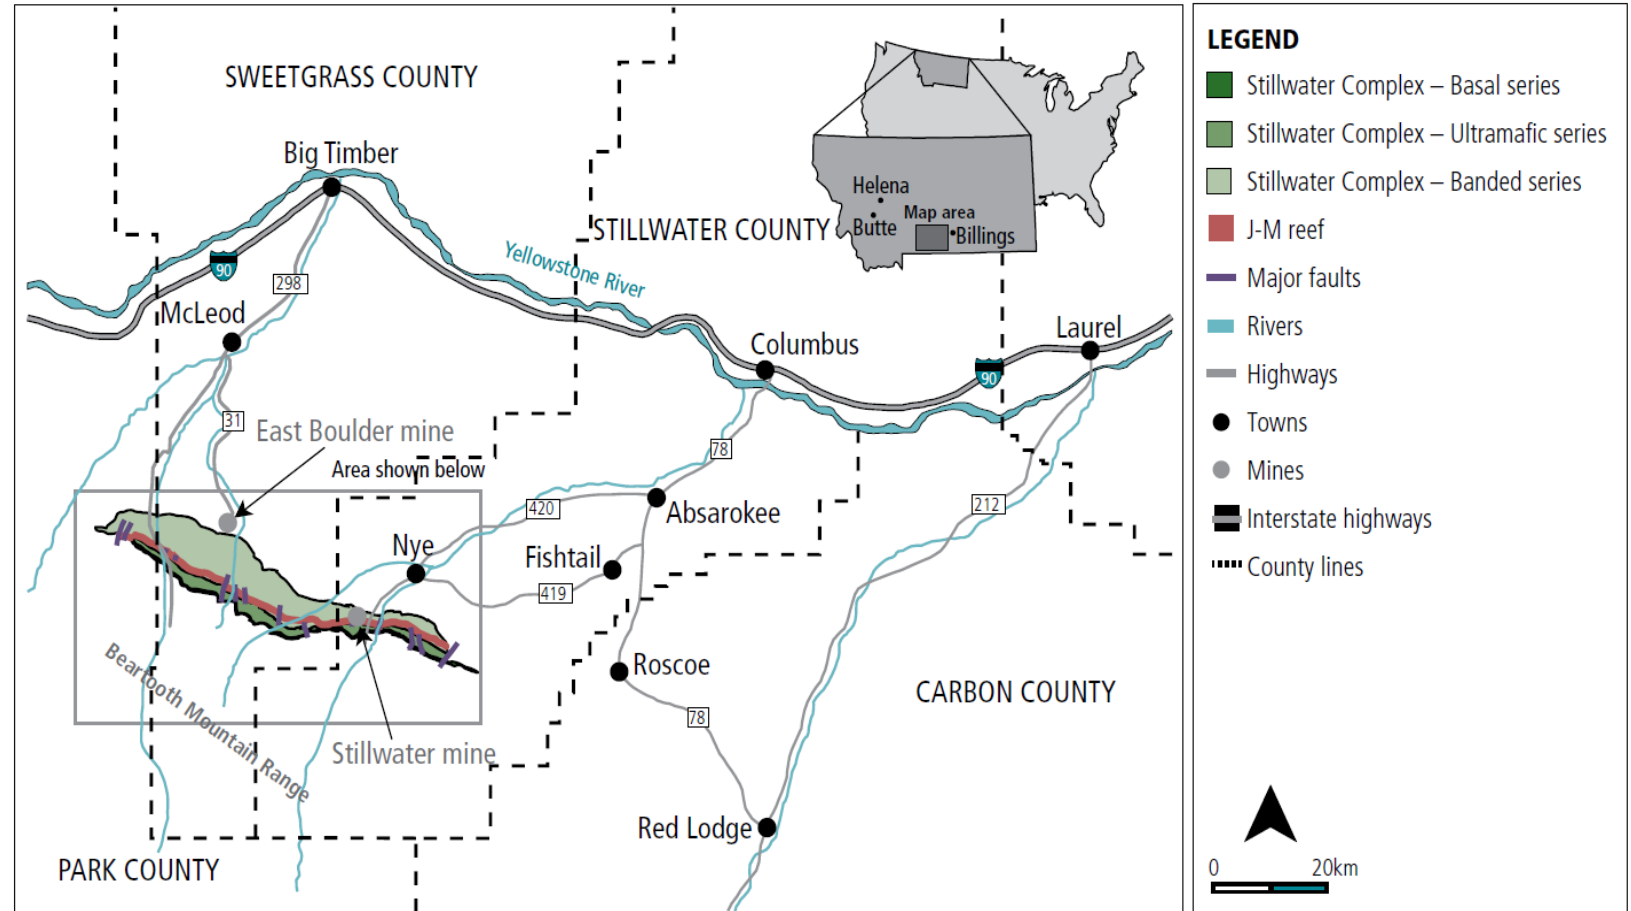 SWEETGRASS COUNTY
Big Timber
STILLWATER COUNTY
Yellowstone River
90
298
McLeod
Columbus
Laurel
90
31
East Boulder mine
Area shown below
78
420
Absarokee
212
Nye
Fishtail
419
Roscoe
Beartooth Mountain Range
78
CARBON COUNTY
Stillwater mine
Red Lodge
PARK COUNTY
Helena
Map area
Butte
Billings
LEGEND
Stillwater Complex – Basal series
Stillwater Complex – Ultramafic series
Stillwater Complex – Banded series
J-M reef
Major faults
Rivers
Highways
Towns
Mines
Interstate highways
County lines
0 20km